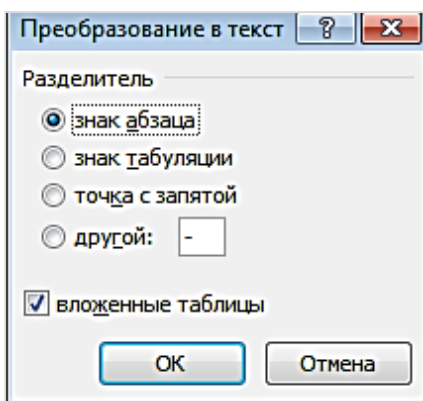 Преобразование в текст ? X
Разделитель
знак абзаца
знак табуляции
точка с запятой
другой: -
вложенные таблицы
ОК Отмена